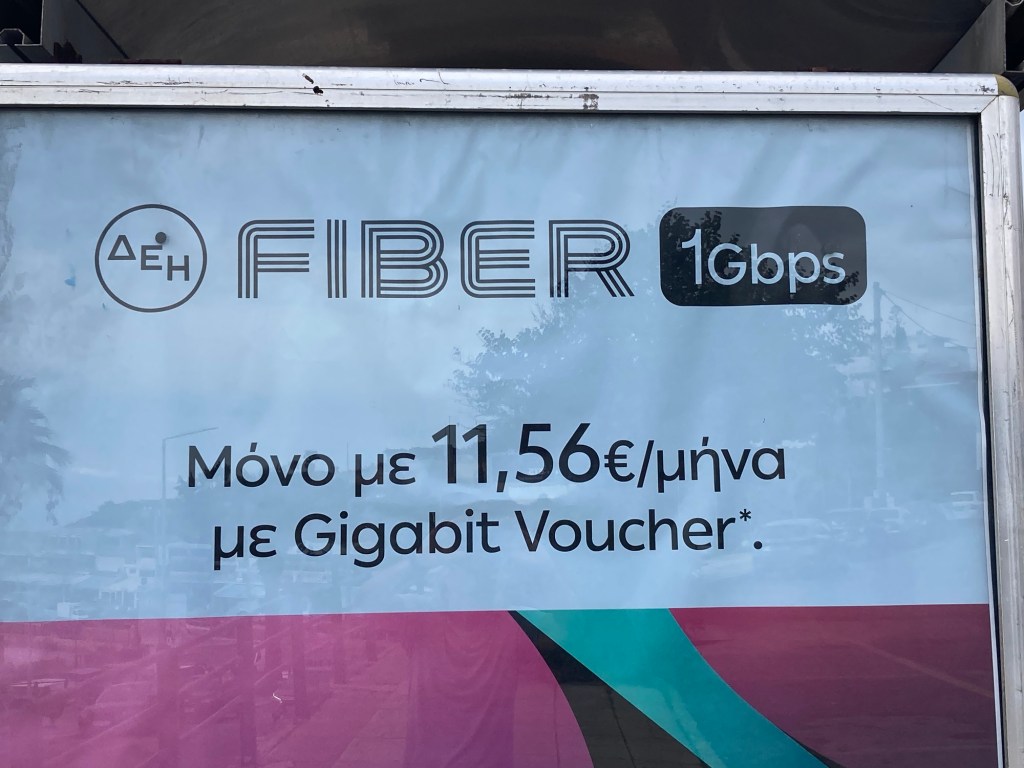 ΔΕΗ FIBER 1Gbps
Μόνο με 11,56€/μήνα
με Gigabit Voucher*.